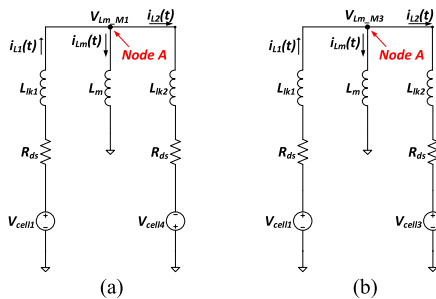 V_Lm_M1 i_L2(t)
i_L1(t) i_Lm(t) Node A
L_lk1 L_m L_lk2
R_ds R_ds
V_cell1 + - - + V_cell4
(a)
V_Lm_M3 i_L2(t)
i_L1(t) i_Lm(t) Node A
L_lk1 L_m L_lk2
R_ds R_ds
V_cell1 + - + - V_cell3
(b)